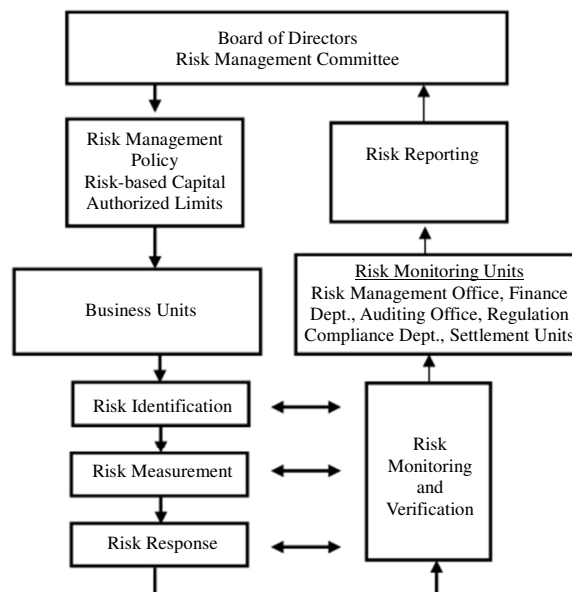 Board of Directors
Risk Management Committee
Risk Management
Policy
Risk-based Capital
Authorized Limits
Business Units
Risk Identification
Risk Measurement
Risk Response
Risk Reporting
Risk Monitoring Units
Risk Management Office, Finance
Dept., Auditing Office, Regulation
Compliance Dept., Settlement Units
Risk
Monitoring
and
Verification